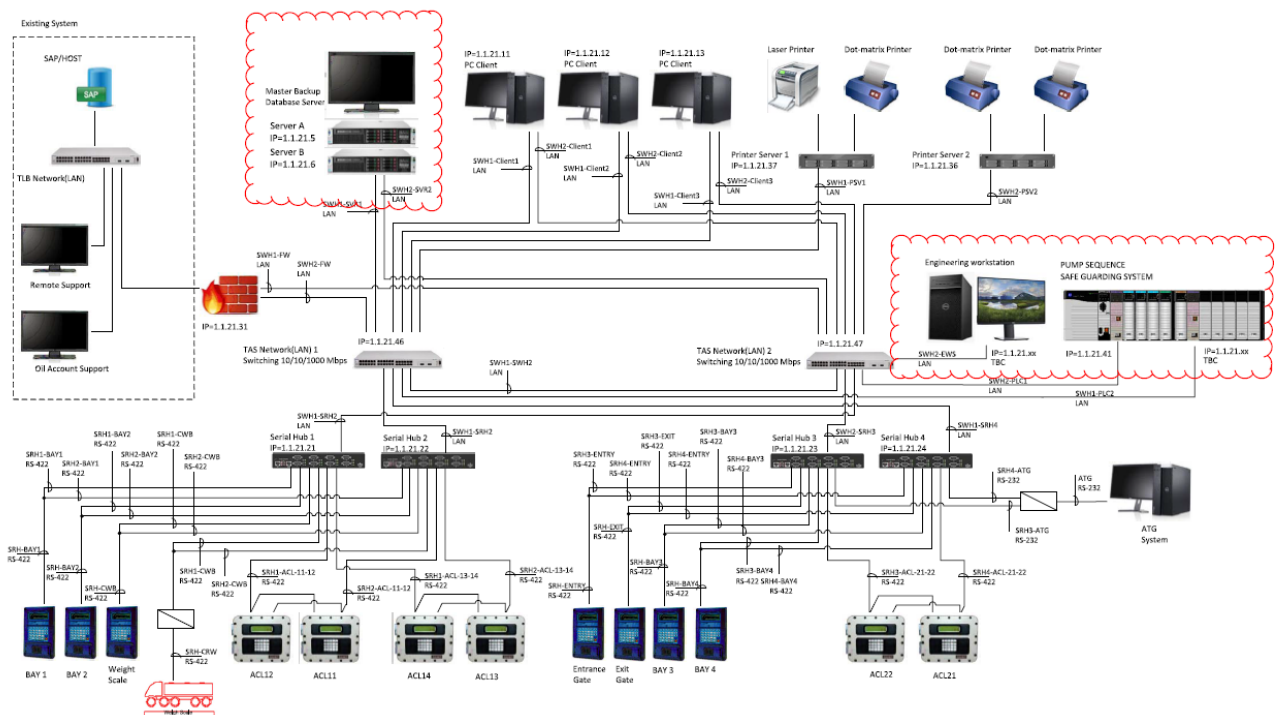 Existing System
SAP/HOST
SAP
TLB Network(LAN)
Remote Support
Oil Account Support
IP=1.1.21.31
SWH1-FW
LAN
SWH2-FW
LAN
Master Backup
Database Server
Server A
IP=1.1.21.5
Server B
IP=1.1.21.6
SWH1-SVR1
LAN
SWH2-SVR2
LAN
IP=1.1.21.11
PC Client
IP=1.1.21.12
PC Client
IP=1.1.21.13
PC Client
SWH1-Client1
LAN
SWH2-Client1
LAN
SWH1-Client2
LAN
SWH2-Client2
LAN
SWH1-Client3
LAN
SWH2-Client3
LAN
Laser Printer
Dot-matrix Printer
Dot-matrix Printer
Dot-matrix Printer
Printer Server 1
IP=1.1.21.37
Printer Server 2
IP=1.1.21.36
SWH1-PSV1
LAN
SWH2-PSV2
LAN
Engineering workstation
PUMP SEQUENCE
SAFE GUARDING SYSTEM
IP=1.1.21.xx
TBC
IP=1.1.21.41
IP=1.1.21.xx
TBC
SWH2-EWS
LAN
SWH2-PLC1
LAN
SWH1-PLC2
LAN
IP=1.1.21.46
TAS Network(LAN) 1
Switching 10/10/1000 Mbps
SWH1-SWH2
LAN
IP=1.1.21.47
TAS Network(LAN) 2
Switching 10/10/1000 Mbps
SWH1-SRH2
LAN
SWH1-SRH2
LAN
SWH2-SRH3
LAN
SWH1-SRH4
LAN
Serial Hub 1
IP=1.1.21.21
Serial Hub 2
IP=1.1.21.22
Serial Hub 3
IP=1.1.21.23
Serial Hub 4
IP=1.1.21.24
SRH1-BAY1
RS-422
SRH2-BAY1
RS-422
SRH1-BAY2
RS-422
SRH2-BAY2
RS-422
SRH1-CWB
RS-422
SRH2-CWB
RS-422
SRH-BAY1
RS-422
SRH-BAY2
RS-422
SRH-CWB
RS-422
SRH1-CWB
RS-422
SRH2-CWB
RS-422
SRH-CRW
RS-422
SRH1-ACL-11-12
RS-422
SRH2-ACL-11-12
RS-422
SRH1-ACL-13-14
RS-422
SRH2-ACL-13-14
RS-422
BAY 1
BAY 2
Weight
Scale
ACL12
ACL11
ACL14
ACL13
SRH3-ENTRY
RS-422
SRH4-ENTRY
RS-422
SRH3-EXIT
RS-422
SRH4-ENTRY
RS-422
SRH3-BAY3
RS-422
SRH4-BAY3
RS-422
SRH-ENTRY
RS-422
SRH-EXIT
RS-422
SRH-BAY3
RS-422
SRH-BAY4
RS-422
SRH3-BAY4
RS-422
SRH4-BAY4
RS-422
SRH3-ACL-21-22
RS-422
SRH4-ACL-21-22
RS-422
SRH4-ATG
RS-232
SRH3-ATG
RS-232
ATG
RS-232
ATG
System
Entrance
Gate
Exit
Gate
BAY 3
BAY 4
ACL22
ACL21